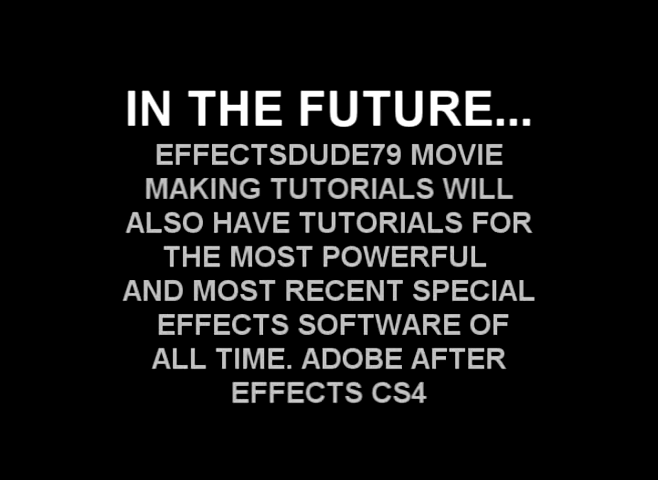 IN THE FUTURE...
EFFECTSDUDE79 MOVIE
MAKING TUTORIALS WILL
ALSO HAVE TUTORIALS FOR
THE MOST POWERFUL
AND MOST RECENT SPECIAL
EFFECTS SOFTWARE OF
ALL TIME. ADOBE AFTER
EFFECTS CS4